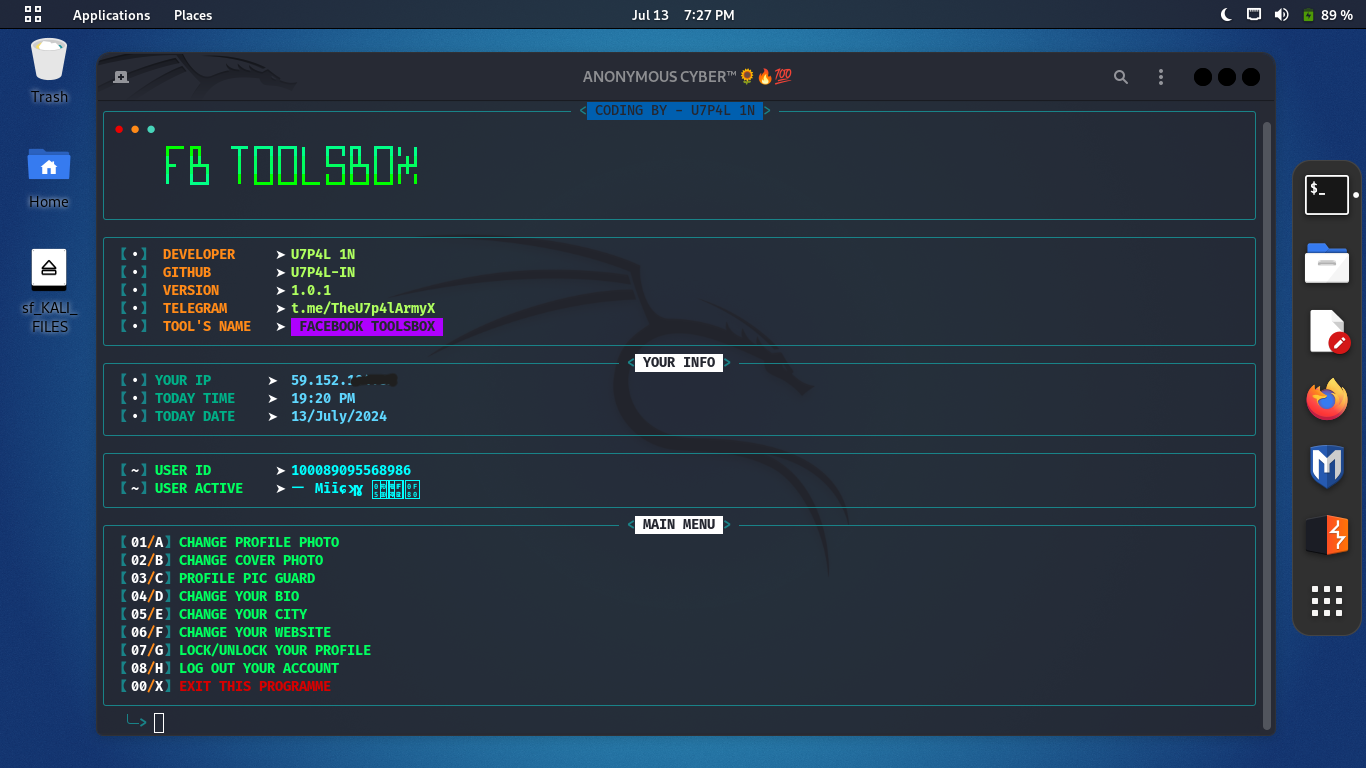 Applications Places Jul 13 7:27 PM 89 %
Trash
Home
sf_KALI_
FILES
ANONYMOUS CYBER™🌻🔥💯
< CODING BY - U7P4L 1N >
FB TOOLSBOX
[•] DEVELOPER ➤ U7P4L 1N
[•] GITHUB ➤ U7P4L-IN
[•] VERSION ➤ 1.0.1
[•] TELEGRAM ➤ t.me/TheU7p4lArmyX
[•] TOOL'S NAME ➤ FACEBOOK TOOLSBOX
< YOUR INFO >
[•] YOUR IP ➤ 59.152.
[•] TODAY TIME ➤ 19:20 PM
[•] TODAY DATE ➤ 13/July/2024
[~] USER ID ➤ 100089095568986
[~] USER ACTIVE ➤ —
< MAIN MENU >
[01/A] CHANGE PROFILE PHOTO
[02/B] CHANGE COVER PHOTO
[03/C] PROFILE PIC GUARD
[04/D] CHANGE YOUR BIO
[05/E] CHANGE YOUR CITY
[06/F] CHANGE YOUR WEBSITE
[07/G] LOCK/UNLOCK YOUR PROFILE
[08/H] LOG OUT YOUR ACCOUNT
[00/X] EXIT THIS PROGRAMME
╰─>
$_